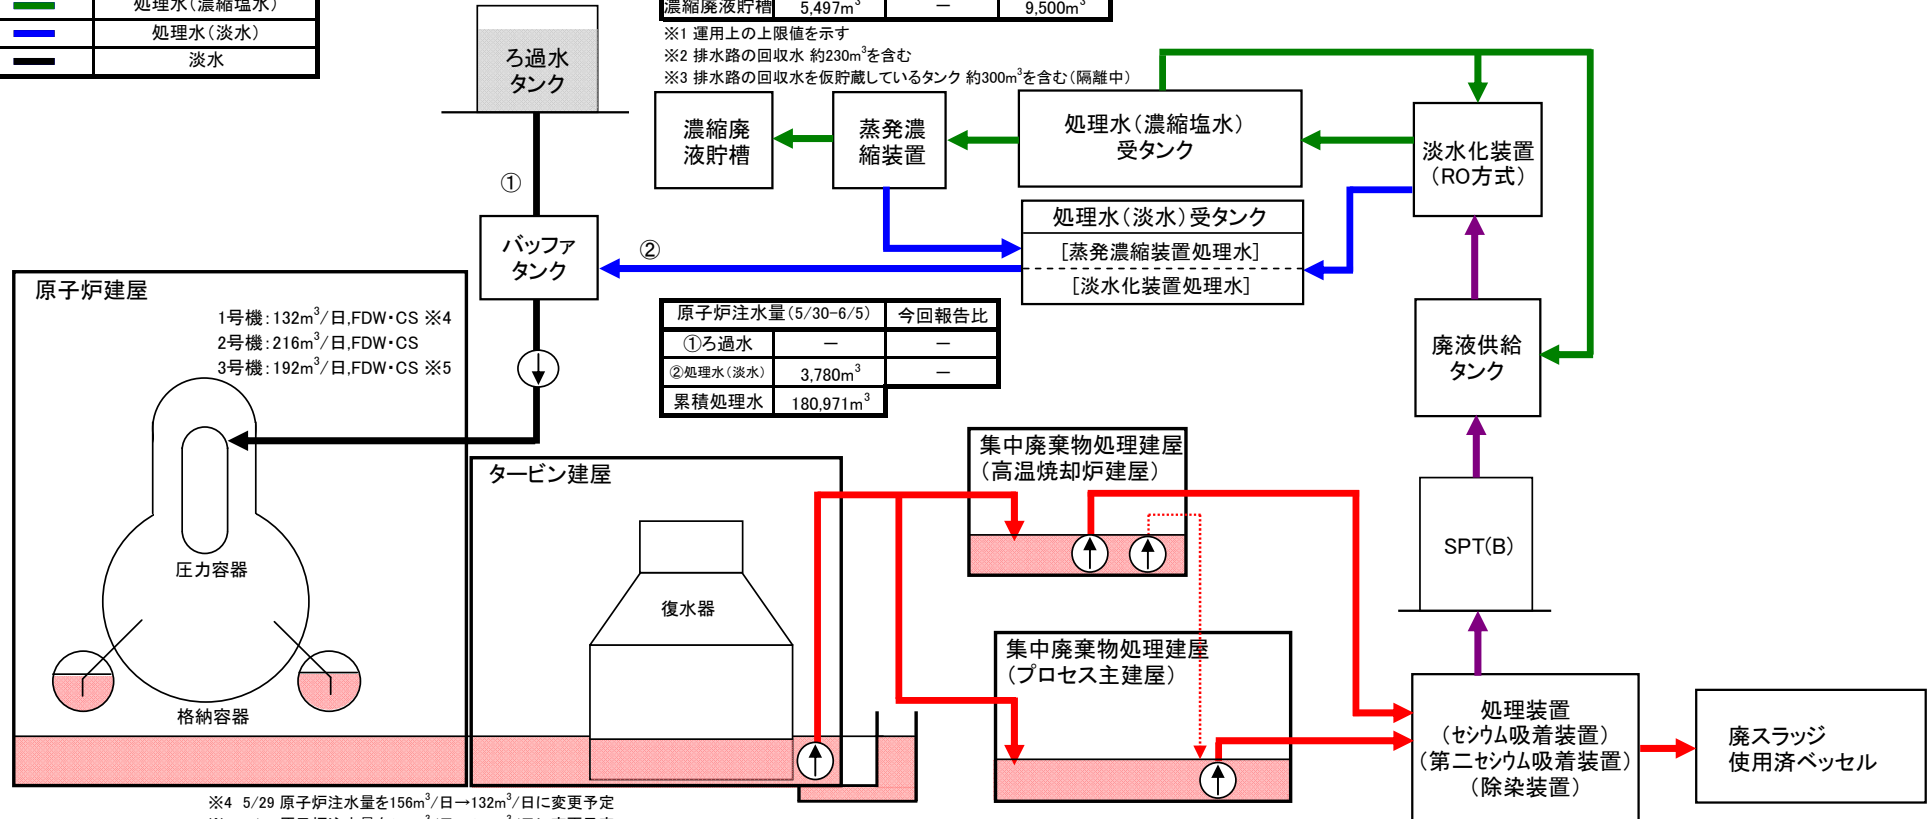 処理水(濃縮塩水)
処理水(淡水)
淡水
ろ過水
タンク
濃縮廃液貯槽 5,497m³ － 9,500m³
※1 運用上の上限値を示す
※2 排水路の回収水 約230m³を含む
※3 排水路の回収水を仮貯蔵しているタンク 約300m³を含む(隔離中)
濃縮廃
液貯槽
蒸発濃
縮装置
処理水(濃縮塩水)
受タンク
淡水化装置
(RO方式)
①
バッファ
タンク
②
処理水(淡水)受タンク
[蒸発濃縮装置処理水]
[淡水化装置処理水]
原子炉建屋
1号機:132m³/日,FDW・CS ※4
2号機:216m³/日,FDW・CS
3号機:192m³/日,FDW・CS ※5
原子炉注水量(5/30-6/5) 今回報告比
①ろ過水 － －
②処理水(淡水) 3,780m³ －
累積処理水 180,971m³
廃液供給
タンク
圧力容器
格納容器
タービン建屋
復水器
集中廃棄物処理建屋
(高温焼却炉建屋)
SPT(B)
集中廃棄物処理建屋
(プロセス主建屋)
処理装置
(セシウム吸着装置)
(第二セシウム吸着装置)
(除染装置)
廃スラッジ
使用済ベッセル
※4 5/29 原子炉注水量を156m³/日→132m³/日に変更予定